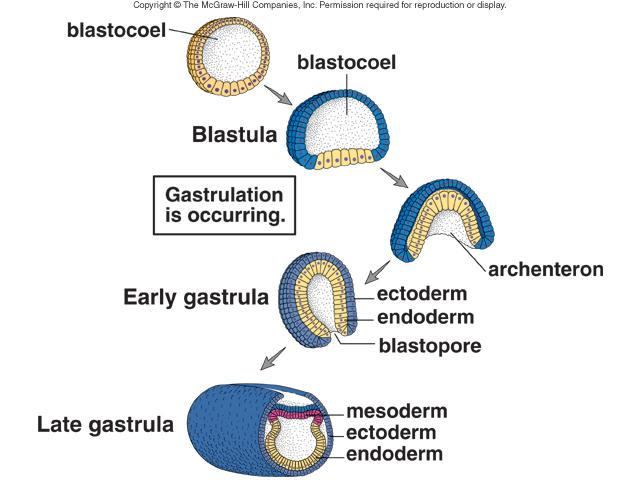 Copyright © The McGraw-Hill Companies, Inc. Permission required for reproduction or display.
blastocoel
blastocoel
Blastula
Gastrulation
is occurring.
archenteron
Early gastrula
ectoderm
endoderm
blastopore
Late gastrula
mesoderm
ectoderm
endoderm